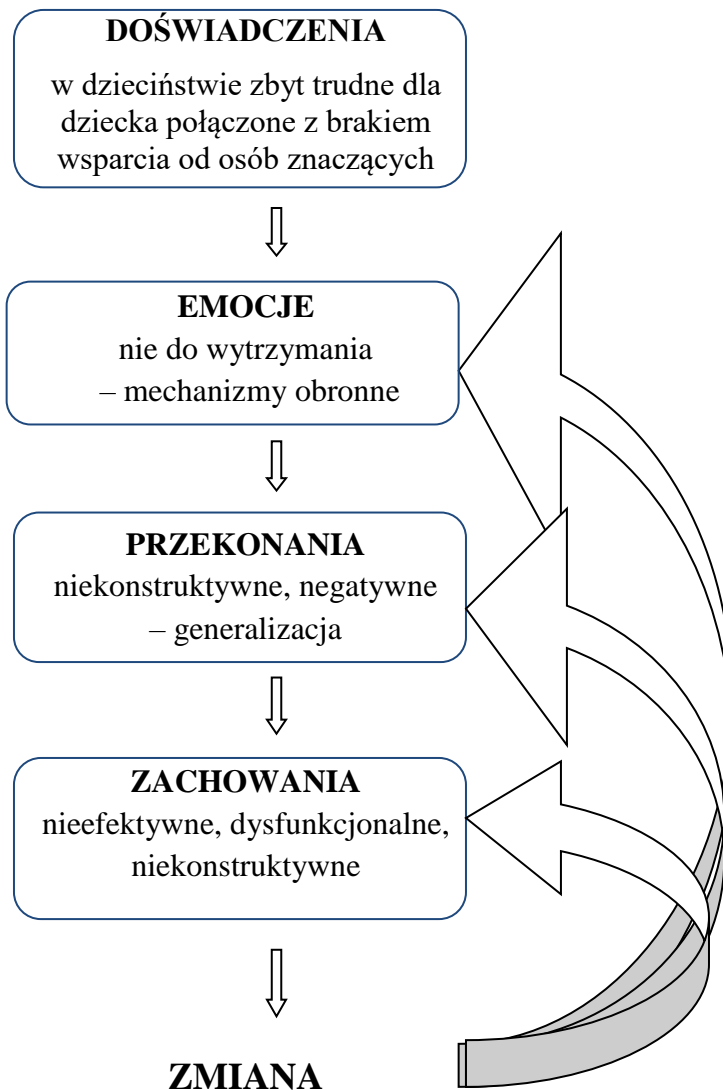 DOŚWIADCZENIA
w dzieciństwie zbyt trudne dla
dziecka połączone z brakiem
wsparcia od osób znaczących
EMOCJE
nie do wytrzymania
– mechanizmy obronne
PRZEKONANIA
niekonstruktywne, negatywne
– generalizacja
ZACHOWANIA
nieefektywne, dysfunkcjonalne,
niekonstruktywne
ZMIANA